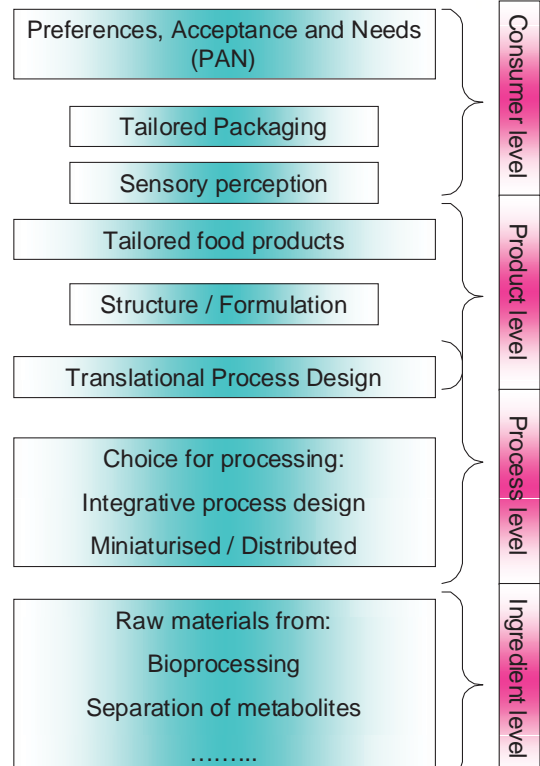 Preferences, Acceptance and Needs
(PAN)
Tailored Packaging
Sensory perception
Consumer level
Tailored food products
Structure / Formulation
Translational Process Design
Product level
Choice for processing:
Integrative process design
Miniaturised / Distributed
Process level
Raw materials from:
Bioprocessing
Separation of metabolites
……...
Ingredient level